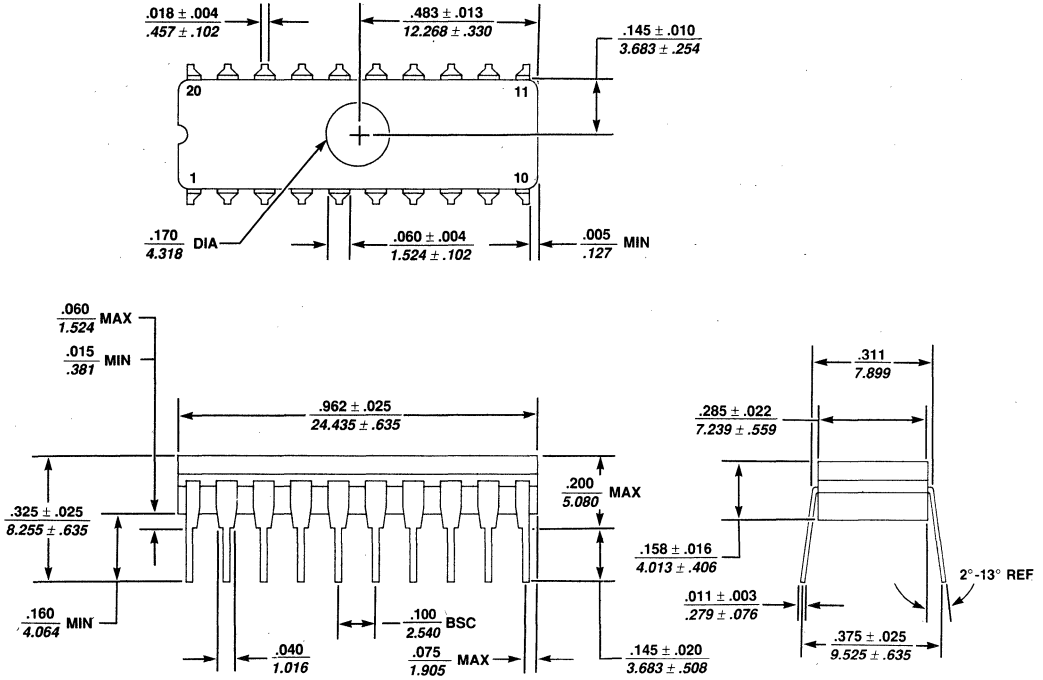 .018 ± .004
.457 ± .102
.483 ± .013
12.268 ± .330
.145 ± .010
3.683 ± .254
20
11
1
10
.170
4.318
DIA
.060 ± .004
1.524 ± .102
.005
.127
MIN
.060
1.524
MAX
.015
.381
MIN
.311
7.899
.962 ± .025
24.435 ± .635
.285 ± .022
7.239 ± .559
.200
5.080
MAX
.325 ± .025
8.255 ± .635
.158 ± .016
4.013 ± .406
2°-13° REF
.011 ± .003
.279 ± .076
.160
4.064
MIN
.100
2.540
BSC
.040
1.016
.075
1.905
MAX
.145 ± .020
3.683 ± .508
.375 ± .025
9.525 ± .635